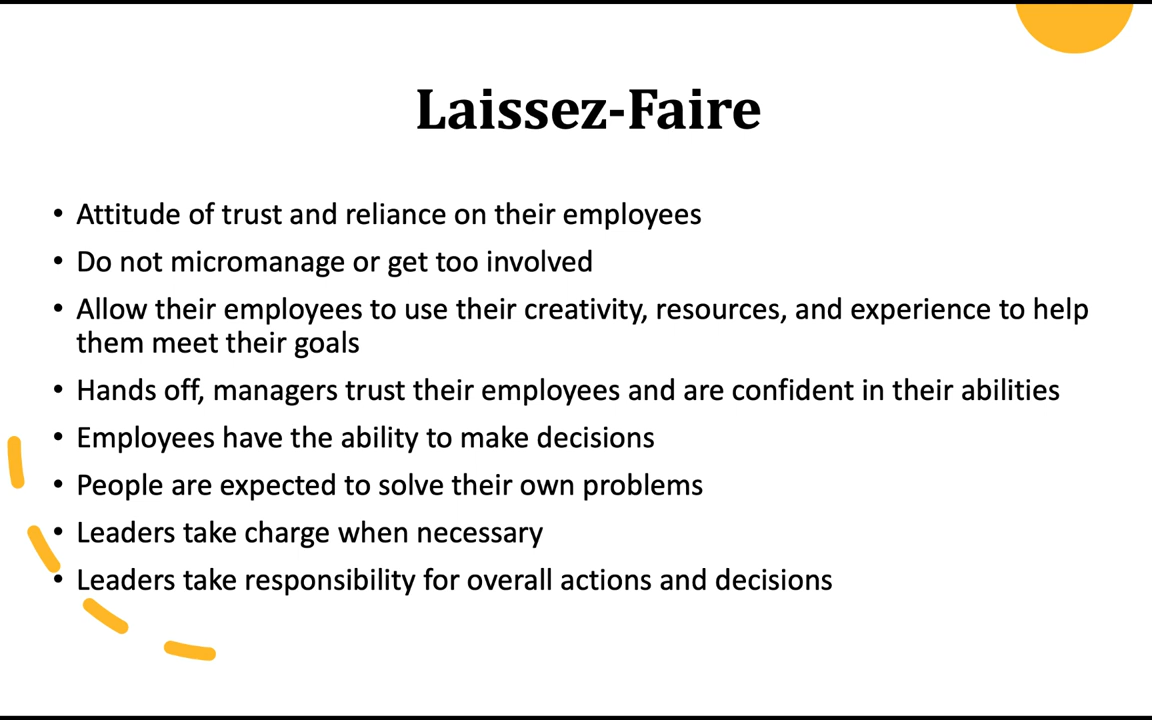 Laissez-Faire
• Attitude of trust and reliance on their employees
• Do not micromanage or get too involved
• Allow their employees to use their creativity, resources, and experience to help
them meet their goals
• Hands off, managers trust their employees and are confident in their abilities
• Employees have the ability to make decisions
• People are expected to solve their own problems
• Leaders take charge when necessary
• Leaders take responsibility for overall actions and decisions